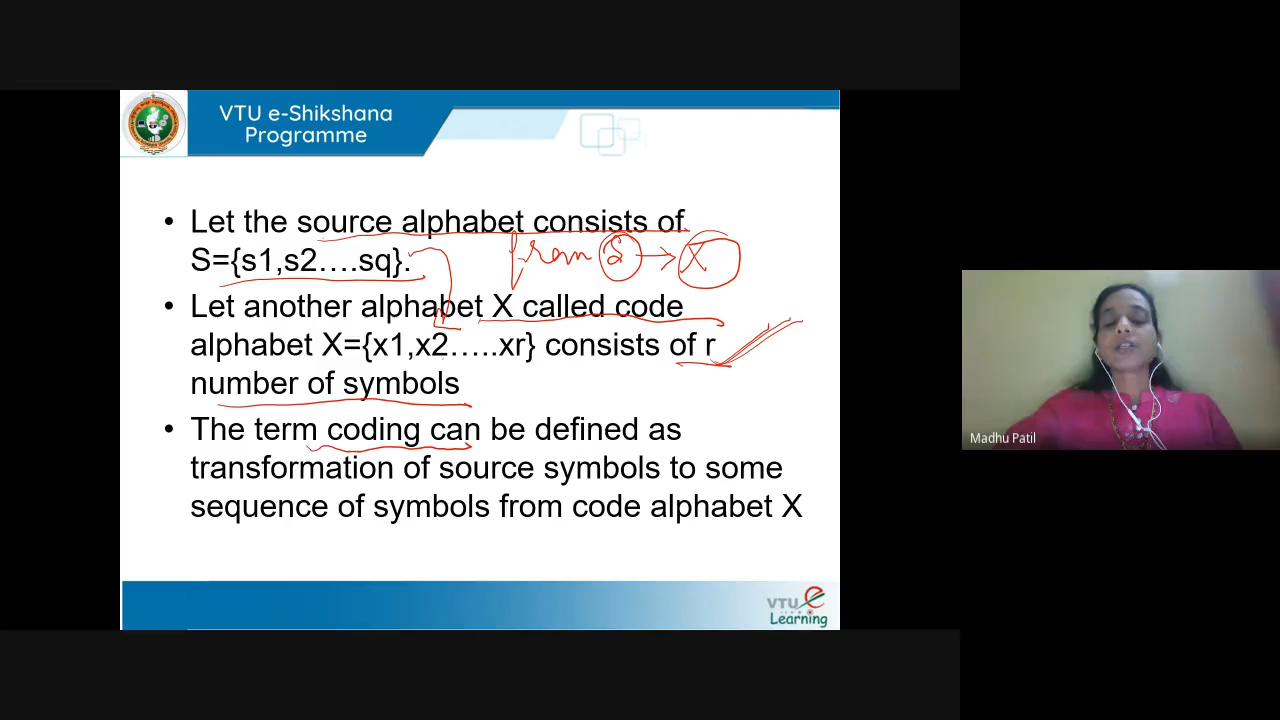 VTU e-Shikshana
Programme
• Let the source alphabet consists of
S={s1,s2….sq}.
from S → X
• Let another alphabet X called code
alphabet X={x1,x2…..xr} consists of r
number of symbols
• The term coding can be defined as
transformation of source symbols to some
sequence of symbols from code alphabet X
Madhu Patil
VTU e
Learning